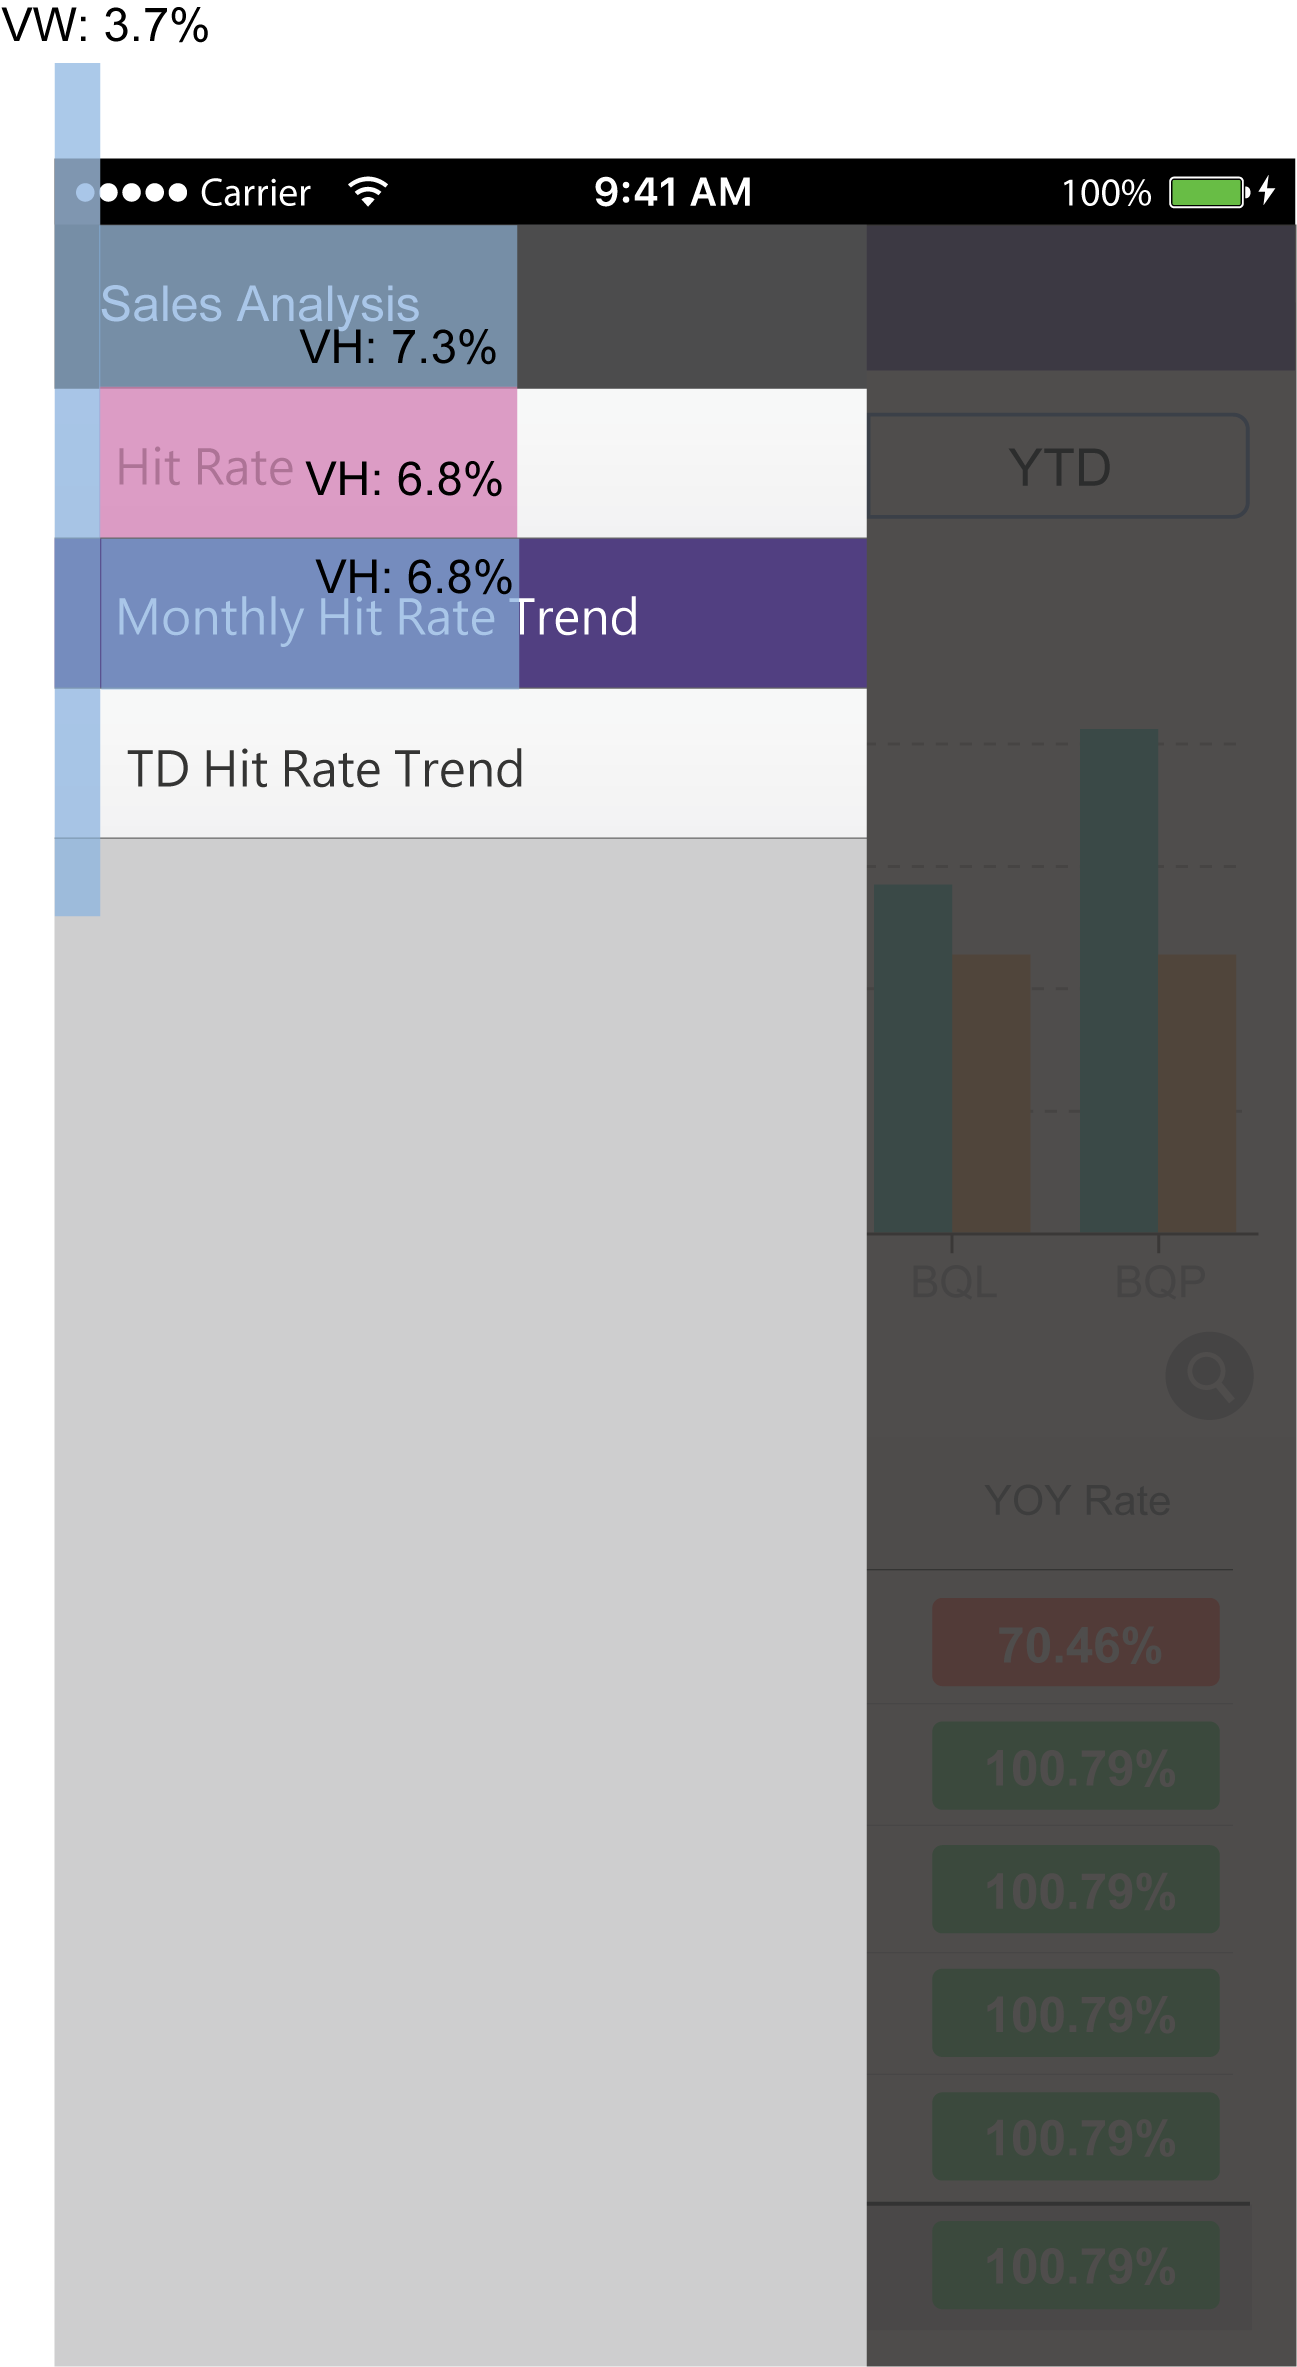 VW: 3.7%
Carrier 9:41 AM 100%
Sales Analysis
VH: 7.3%
Hit Rate VH: 6.8%
YTD
VH: 6.8%
Monthly Hit Rate Trend
TD Hit Rate Trend
BQL BQP
YOY Rate
70.46%
100.79%
100.79%
100.79%
100.79%
100.79%